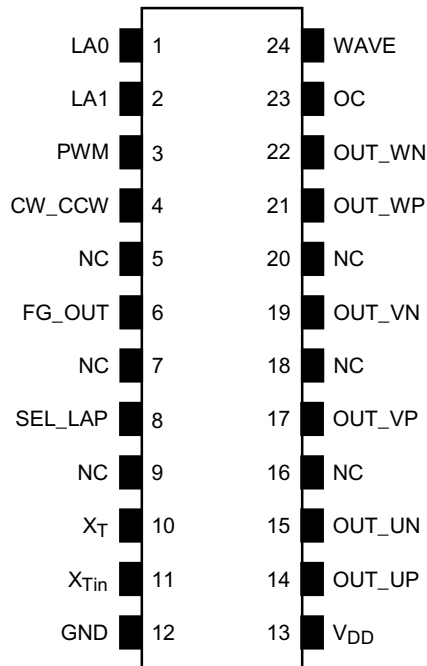 LA0 1 24 WAVE
LA1 2 23 OC
PWM 3 22 OUT_WN
CW_CCW 4 21 OUT_WP
NC 5 20 NC
FG_OUT 6 19 OUT_VN
NC 7 18 NC
SEL_LAP 8 17 OUT_VP
NC 9 16 NC
XT 10 15 OUT_UN
XTin 11 14 OUT_UP
GND 12 13 VDD